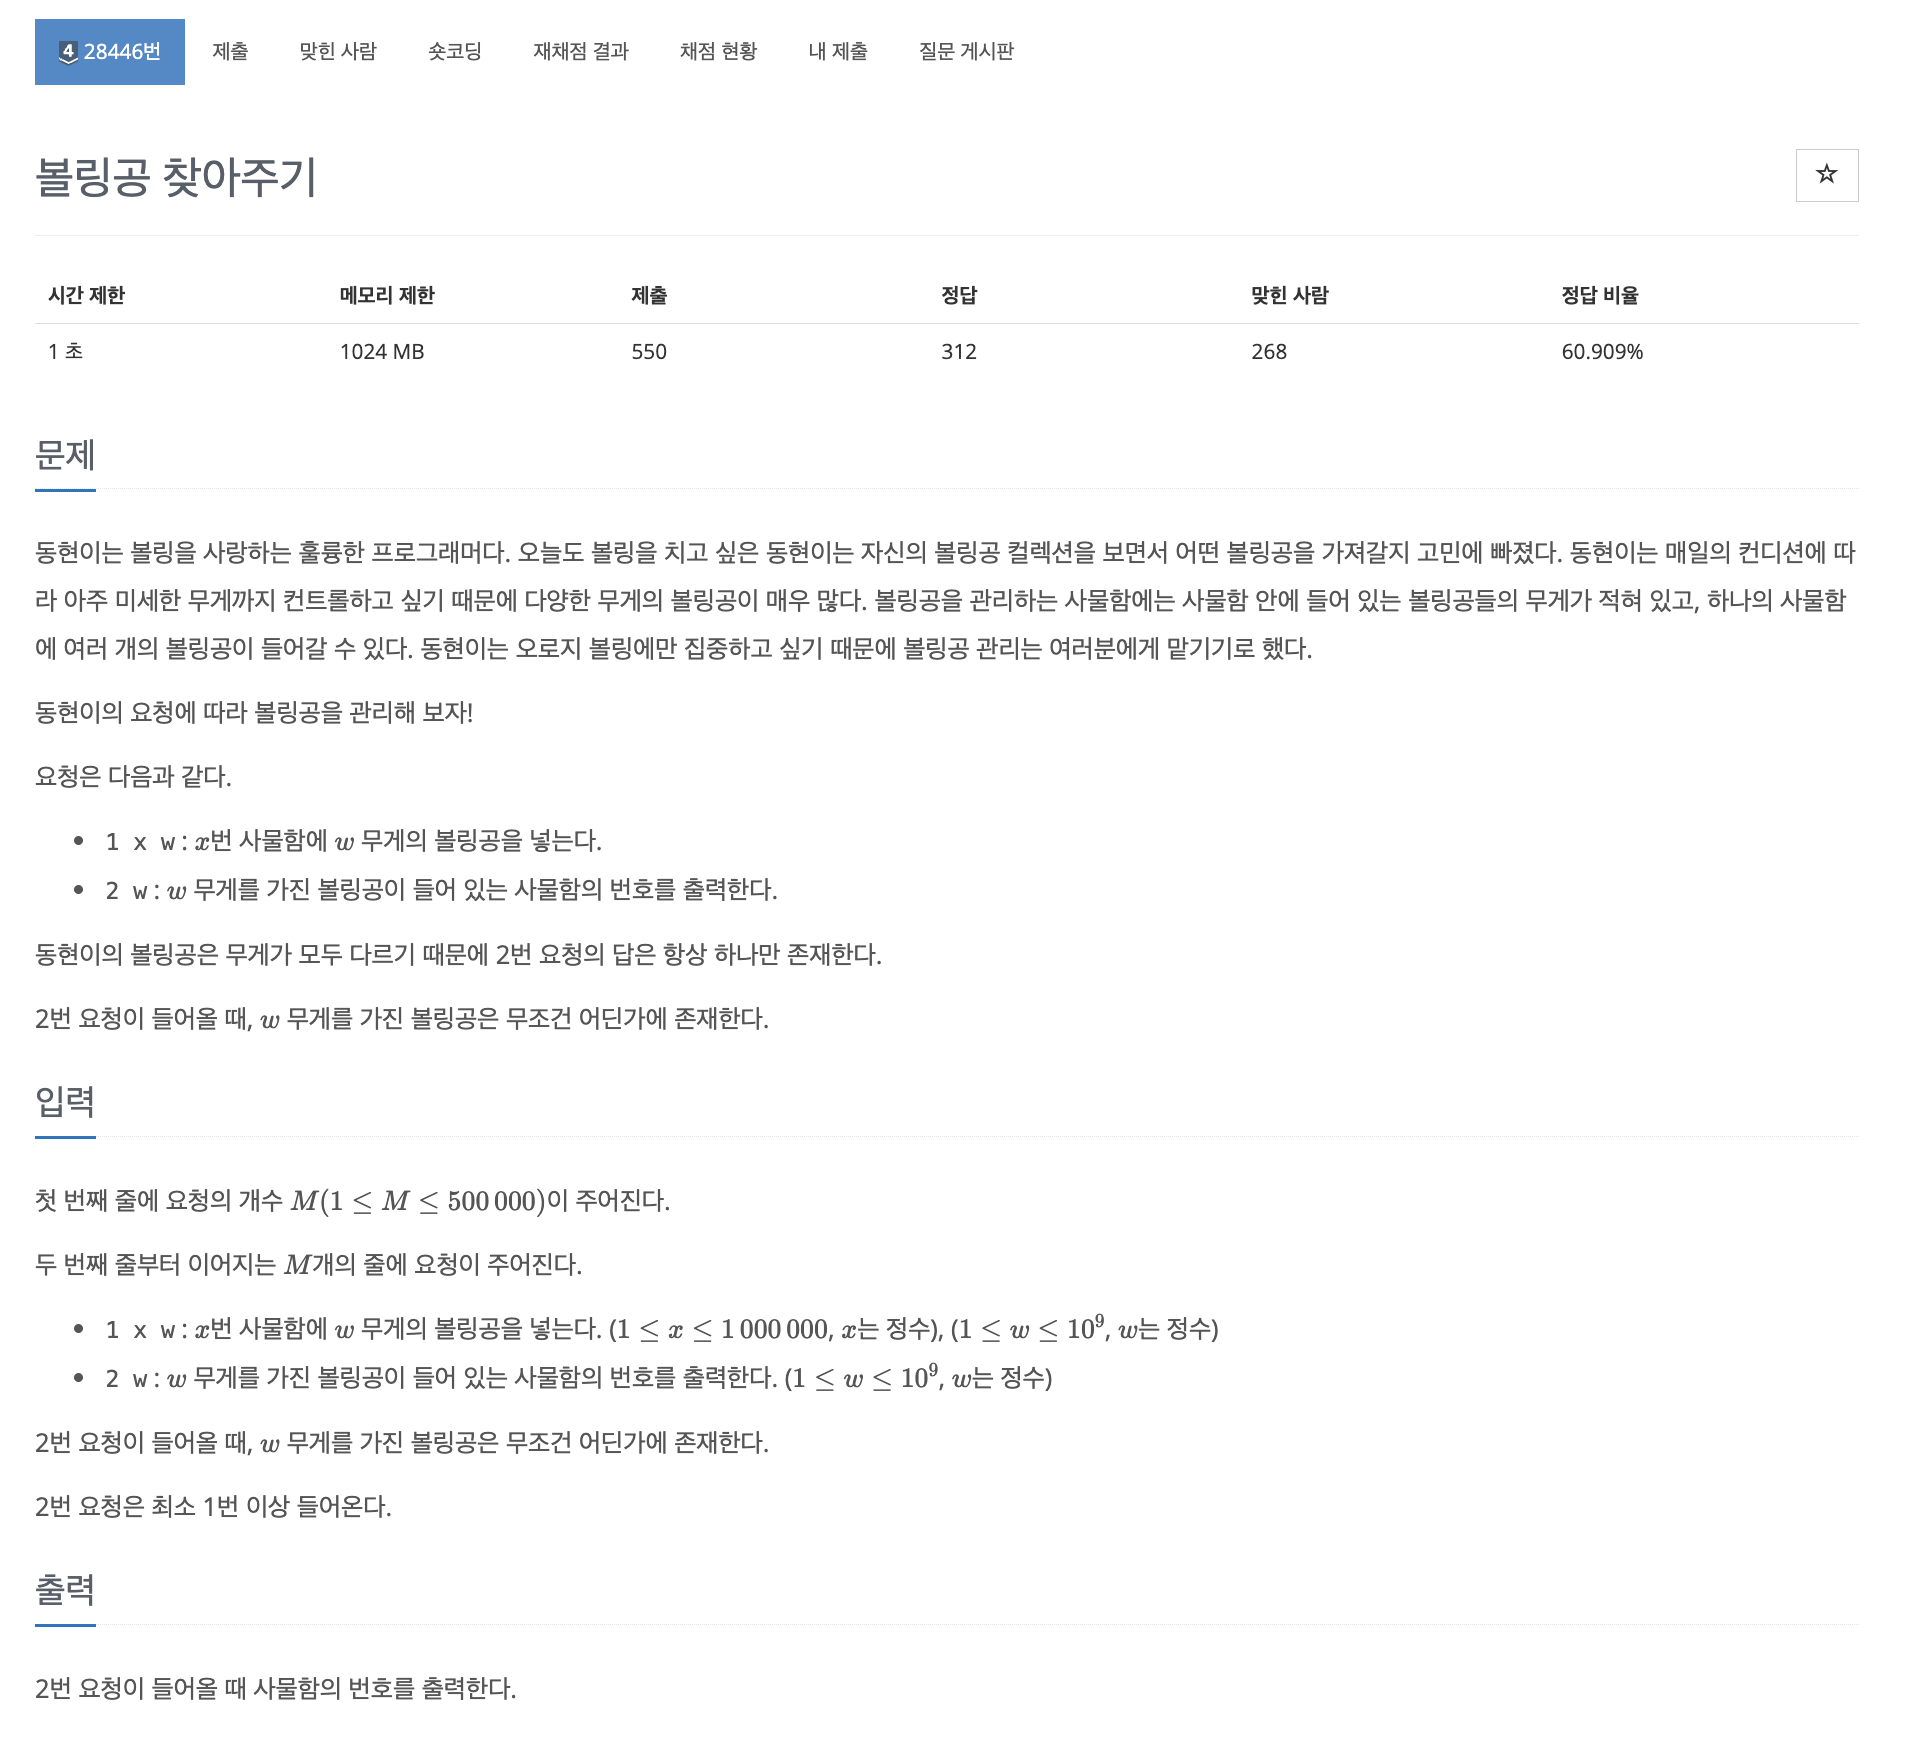 4 28446번 제출 맞힌 사람 숏코딩 재채점 결과 채점 현황 내 제출 질문 게시판
볼링공 찾아주기
시간 제한 메모리 제한 제출 정답 맞힌 사람 정답 비율
1 초 1024 MB 550 312 268 60.909%
문제
동현이는 볼링을 사랑하는 훌륭한 프로그래머다. 오늘도 볼링을 치고 싶은 동현이는 자신의 볼링공 컬렉션을 보면서 어떤 볼링공을 가져갈지 고민에 빠졌다. 동현이는 매일의 컨디션에 따
라 아주 미세한 무게까지 컨트롤하고 싶기 때문에 다양한 무게의 볼링공이 매우 많다. 볼링공을 관리하는 사물함에는 사물함 안에 들어 있는 볼링공들의 무게가 적혀 있고, 하나의 사물함
에 여러 개의 볼링공이 들어갈 수 있다. 동현이는 오로지 볼링에만 집중하고 싶기 때문에 볼링공 관리는 여러분에게 맡기기로 했다.
동현이의 요청에 따라 볼링공을 관리해 보자!
요청은 다음과 같다.
• 1 x w : x번 사물함에 w 무게의 볼링공을 넣는다.
• 2 w : w 무게를 가진 볼링공이 들어 있는 사물함의 번호를 출력한다.
동현이의 볼링공은 무게가 모두 다르기 때문에 2번 요청의 답은 항상 하나만 존재한다.
2번 요청이 들어올 때, w 무게를 가진 볼링공은 무조건 어딘가에 존재한다.
입력
첫 번째 줄에 요청의 개수 M(1 ≤ M ≤ 500 000)이 주어진다.
두 번째 줄부터 이어지는 M개의 줄에 요청이 주어진다.
• 1 x w : x번 사물함에 w 무게의 볼링공을 넣는다. (1 ≤ x ≤ 1 000 000, x는 정수), (1 ≤ w ≤ 10⁹, w는 정수)
• 2 w : w 무게를 가진 볼링공이 들어 있는 사물함의 번호를 출력한다. (1 ≤ w ≤ 10⁹, w는 정수)
2번 요청이 들어올 때, w 무게를 가진 볼링공은 무조건 어딘가에 존재한다.
2번 요청은 최소 1번 이상 들어온다.
출력
2번 요청이 들어올 때 사물함의 번호를 출력한다.